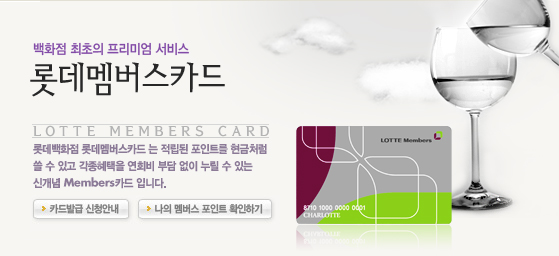 백화점 최초의 프리미엄 서비스
롯데멤버스카드
LOTTE MEMBERS CARD
롯데백화점 롯데멤버스카드 는 적립된 포인트를 현금처럼
쓸 수 있고 각종혜택을 연회비 부담 없이 누릴 수 있는
신개념 Members카드 입니다.
카드발급 신청안내
나의 멤버스 포인트 확인하기
LOTTE Members
8710 1000 0000 0001
CHARLOTTE